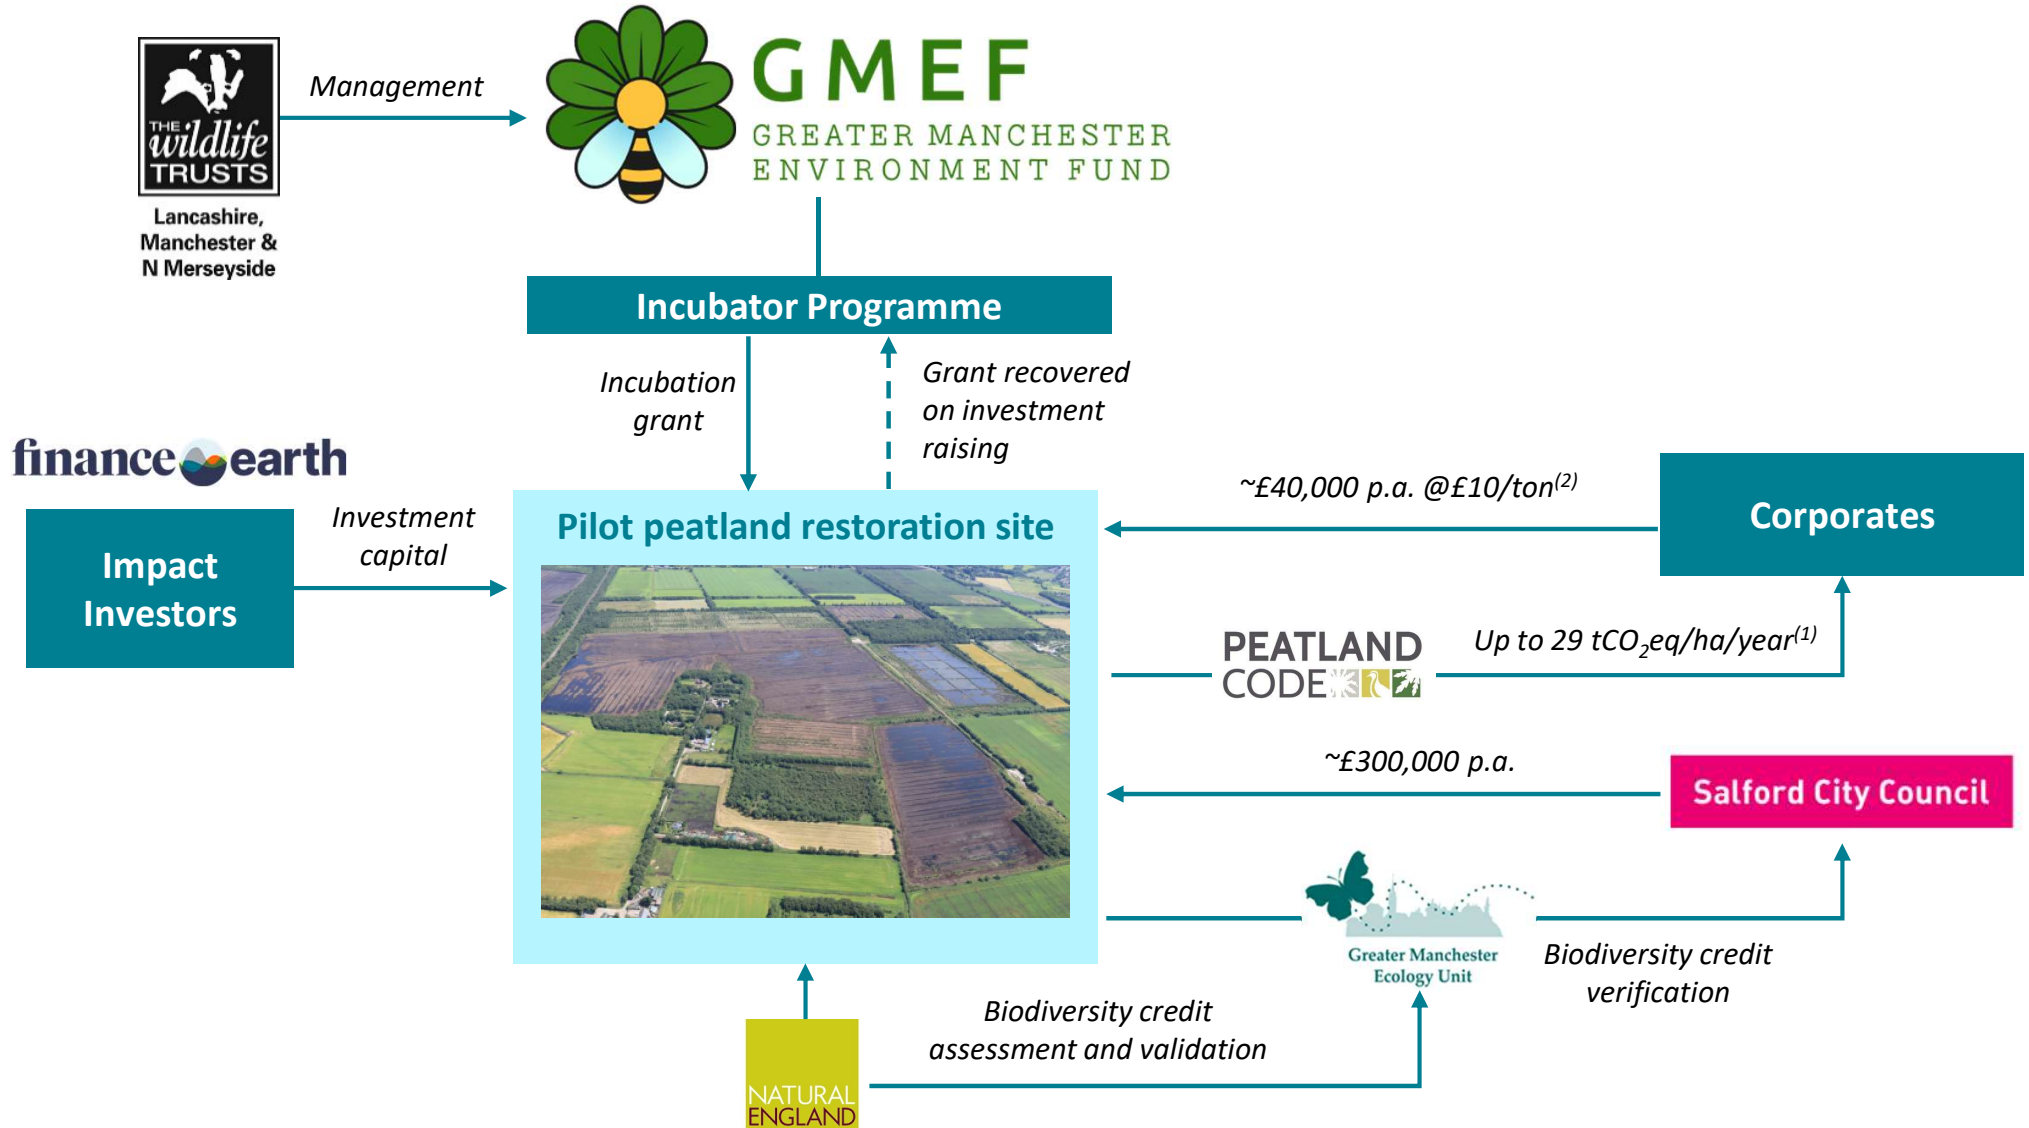 THE
wildlife
TRUSTS
Lancashire,
Manchester &
N Merseyside
Management
GMEF
GREATER MANCHESTER
ENVIRONMENT FUND
Incubator Programme
Incubation
grant
Grant recovered
on investment
raising
finance earth
Impact
Investors
Investment
capital
Pilot peatland restoration site
~£40,000 p.a. @£10/ton(2)
Corporates
PEATLAND
CODE
Up to 29 tCO2eq/ha/year(1)
~£300,000 p.a.
Salford City Council
Greater Manchester
Ecology Unit
Biodiversity credit
verification
Biodiversity credit
assessment and validation
NATURAL
ENGLAND